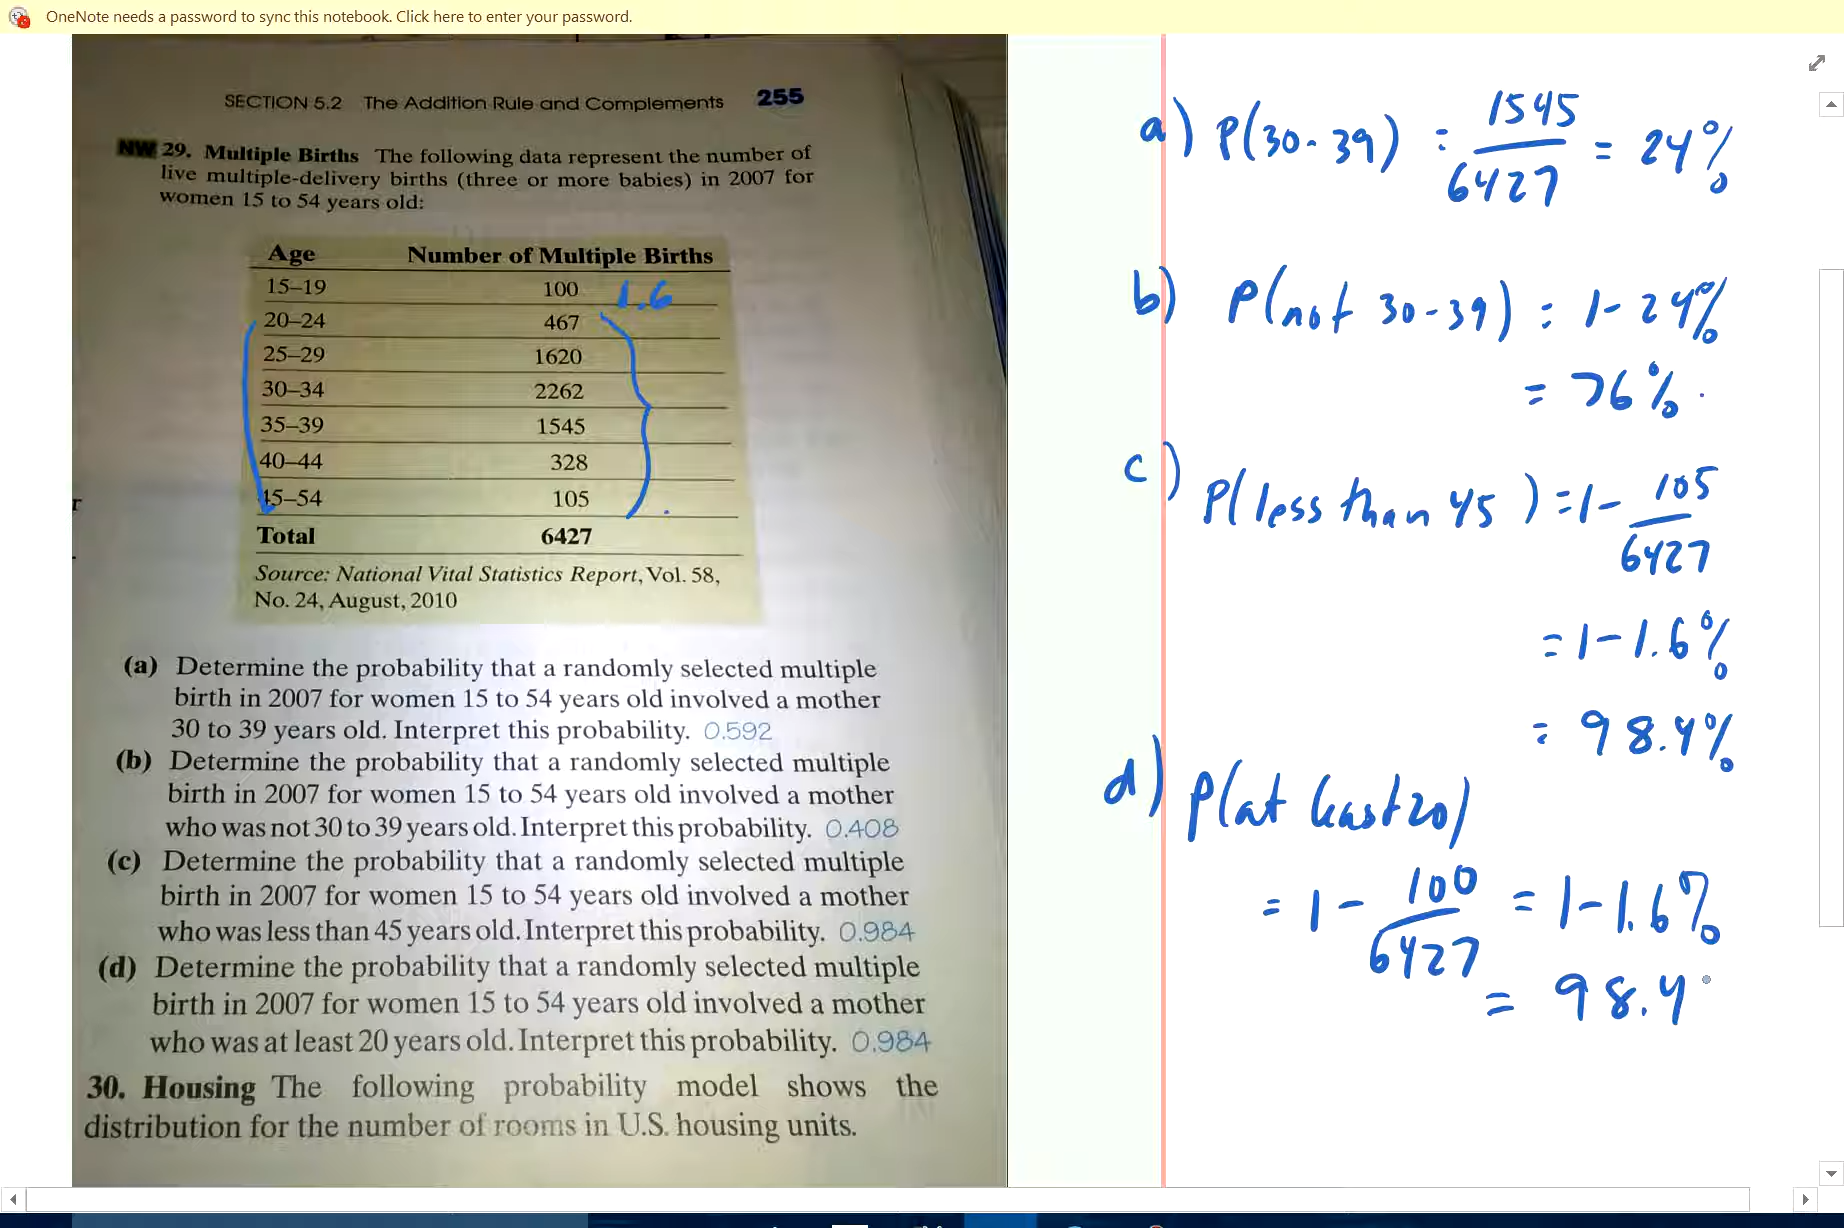 OneNote needs a password to sync this notebook. Click here to enter your password.
SECTION 5.2 The Addition Rule and Complements 255
NW 29. Multiple Births The following data represent the number of
live multiple-delivery births (three or more babies) in 2007 for
women 15 to 54 years old:
Age Number of Multiple Births
15–19 100 1.6
20–24 467
25–29 1620
30–34 2262
35–39 1545
40–44 328
45–54 105
Total 6427
Source: National Vital Statistics Report, Vol. 58,
No. 24, August, 2010
(a) Determine the probability that a randomly selected multiple
birth in 2007 for women 15 to 54 years old involved a mother
30 to 39 years old. Interpret this probability. 0.592
(b) Determine the probability that a randomly selected multiple
birth in 2007 for women 15 to 54 years old involved a mother
who was not 30 to 39 years old. Interpret this probability. 0.408
(c) Determine the probability that a randomly selected multiple
birth in 2007 for women 15 to 54 years old involved a mother
who was less than 45 years old. Interpret this probability. 0.984
(d) Determine the probability that a randomly selected multiple
birth in 2007 for women 15 to 54 years old involved a mother
who was at least 20 years old. Interpret this probability. 0.984
30. Housing The following probability model shows the
distribution for the number of rooms in U.S. housing units.
a) P(30-39) = 1545/6427 = 24%
b) P(not 30-39) = 1-24%
= 76%.
c) P(less than 45) = 1- 105/6427
= 1-1.6%
= 98.4%
d) P(at least 20)
= 1- 100/6427 = 1-1.6%
= 98.4